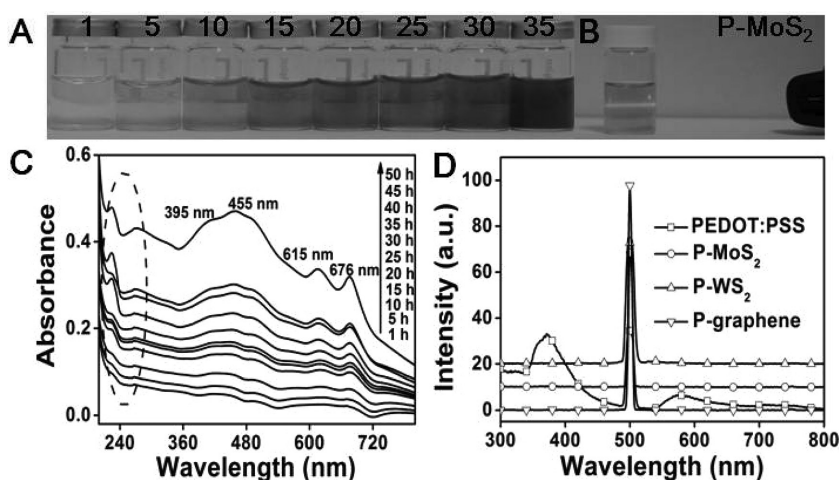 A 1 5 10 15 20 25 30 35 B P-MoS₂
C
0.6
0.4
0.2
0.0
Absorbance
395 nm
455 nm
615 nm
676 nm
50 h
45 h
40 h
35 h
30 h
25 h
20 h
15 h
10 h
5 h
1 h
240 360 480 600 720
Wavelength (nm)
D
100
80
60
40
20
0
Intensity (a.u.)
PEDOT:PSS
P-MoS₂
P-WS₂
P-graphene
300 400 500 600 700 800
Wavelength (nm)